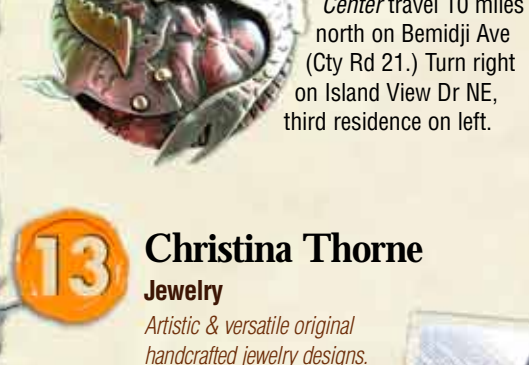 Center travel 10 miles
north on Bemidji Ave
(Cty Rd 21.) Turn right
on Island View Dr NE,
third residence on left.
13
Christina Thorne
Jewelry
Artistic & versatile original
handcrafted jewelry designs.